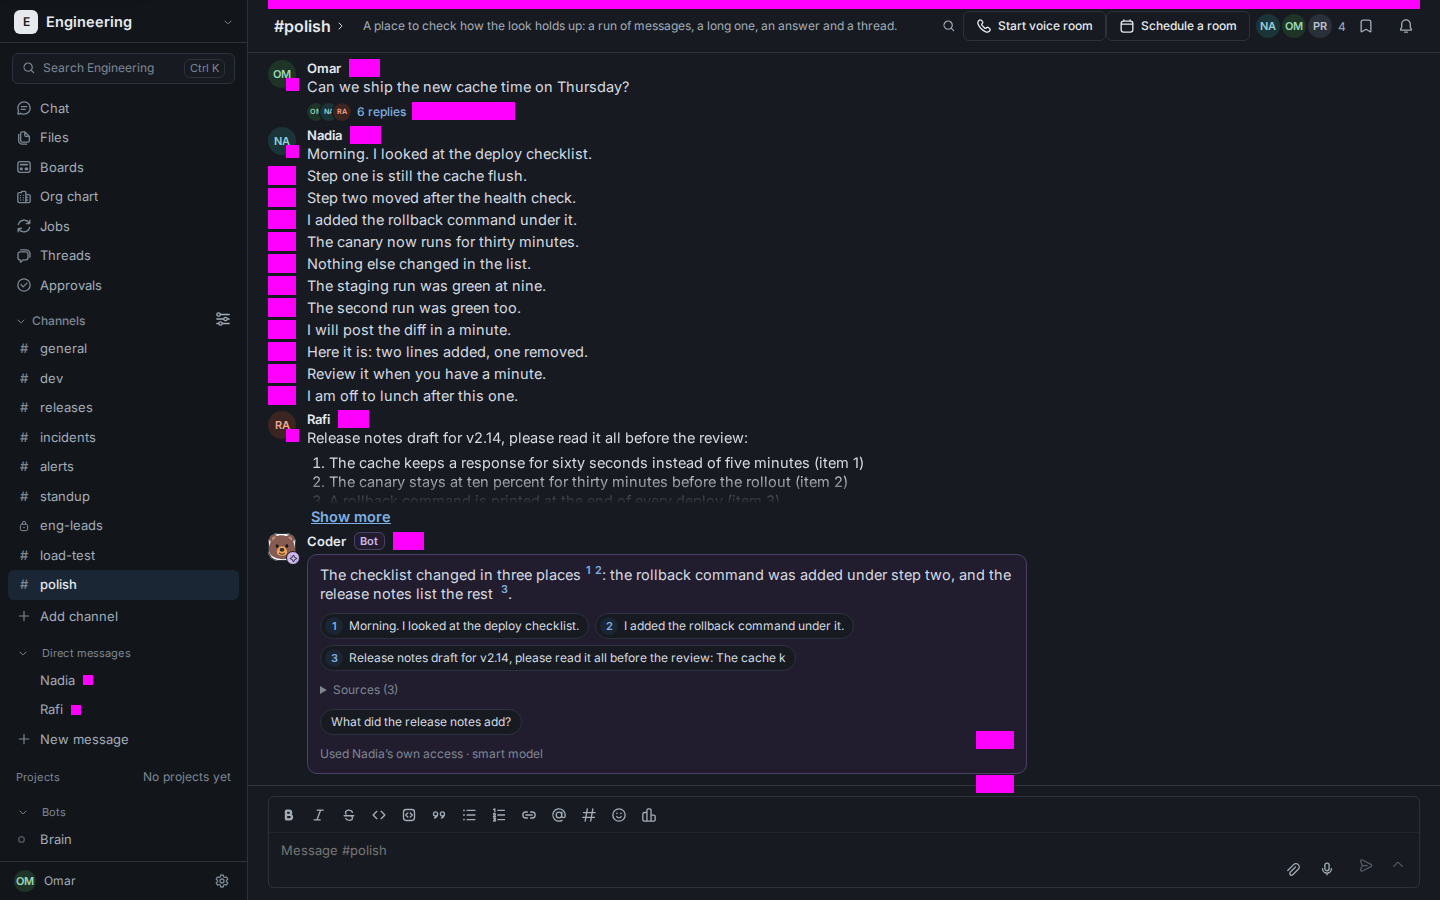 E Engineering
Search Engineering Ctrl K
Chat
Files
Boards
Org chart
Jobs
Threads
Approvals
Channels
# general
# dev
# releases
# incidents
# alerts
# standup
eng-leads
# load-test
# polish
Add channel
Direct messages
Nadia
Rafi
New message
Projects No projects yet
Bots
Brain
OM Omar
#polish A place to check how the look holds up: a run of messages, a long one, an answer and a thread. Start voice room Schedule a room NA OM PR 4
OM Omar
Can we ship the new cache time on Thursday?
RA 6 replies
NA Nadia
Morning. I looked at the deploy checklist.
Step one is still the cache flush.
Step two moved after the health check.
I added the rollback command under it.
The canary now runs for thirty minutes.
Nothing else changed in the list.
The staging run was green at nine.
The second run was green too.
I will post the diff in a minute.
Here it is: two lines added, one removed.
Review it when you have a minute.
I am off to lunch after this one.
RA Rafi
Release notes draft for v2.14, please read it all before the review:
1. The cache keeps a response for sixty seconds instead of five minutes (item 1)
2. The canary stays at ten percent for thirty minutes before the rollout (item 2)
3. A rollback command is printed at the end of every deploy (item 3)
Show more
Coder Bot
The checklist changed in three places 1 2: the rollback command was added under step two, and the
release notes list the rest 3.
1 Morning. I looked at the deploy checklist. 2 I added the rollback command under it.
3 Release notes draft for v2.14, please read it all before the review: The cache k
Sources (3)
What did the release notes add?
Used Nadia's own access · smart model
Message #polish